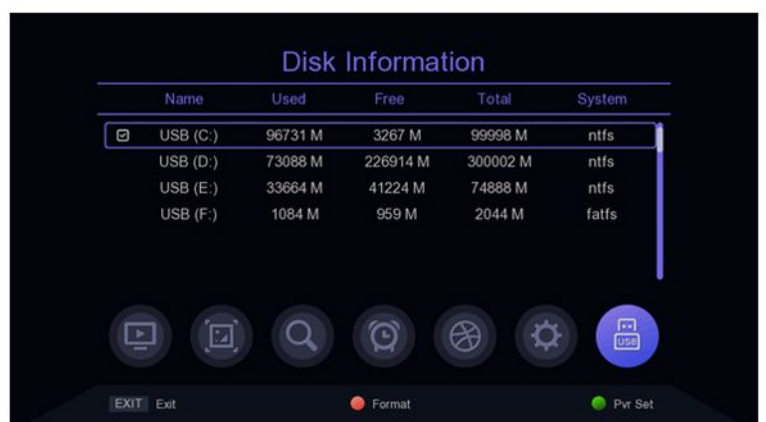 Disk Information
Name Used Free Total System
USB (C:) 96731 M 3267 M 99998 M ntfs
USB (D:) 73088 M 226914 M 300002 M ntfs
USB (E:) 33664 M 41224 M 74888 M ntfs
USB (F:) 1084 M 959 M 2044 M fatfs
USB
EXIT Exit Format Pvr Set